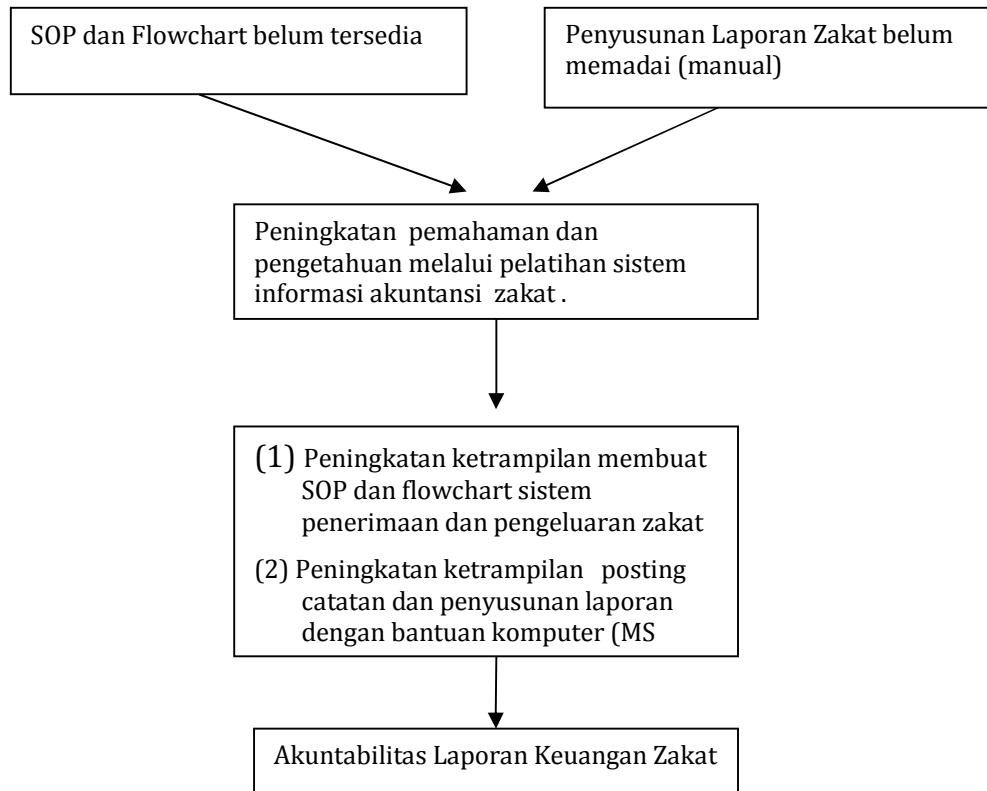 SOP dan Flowchart belum tersedia
Penyusunan Laporan Zakat belum
memadai (manual)
Peningkatan pemahaman dan
pengetahuan melalui pelatihan sistem
informasi akuntansi zakat .
(1) Peningkatan ketrampilan membuat
SOP dan flowchart sistem
penerimaan dan pengeluaran zakat
(2) Peningkatan ketrampilan posting
catatan dan penyusunan laporan
dengan bantuan komputer (MS
Akuntabilitas Laporan Keuangan Zakat